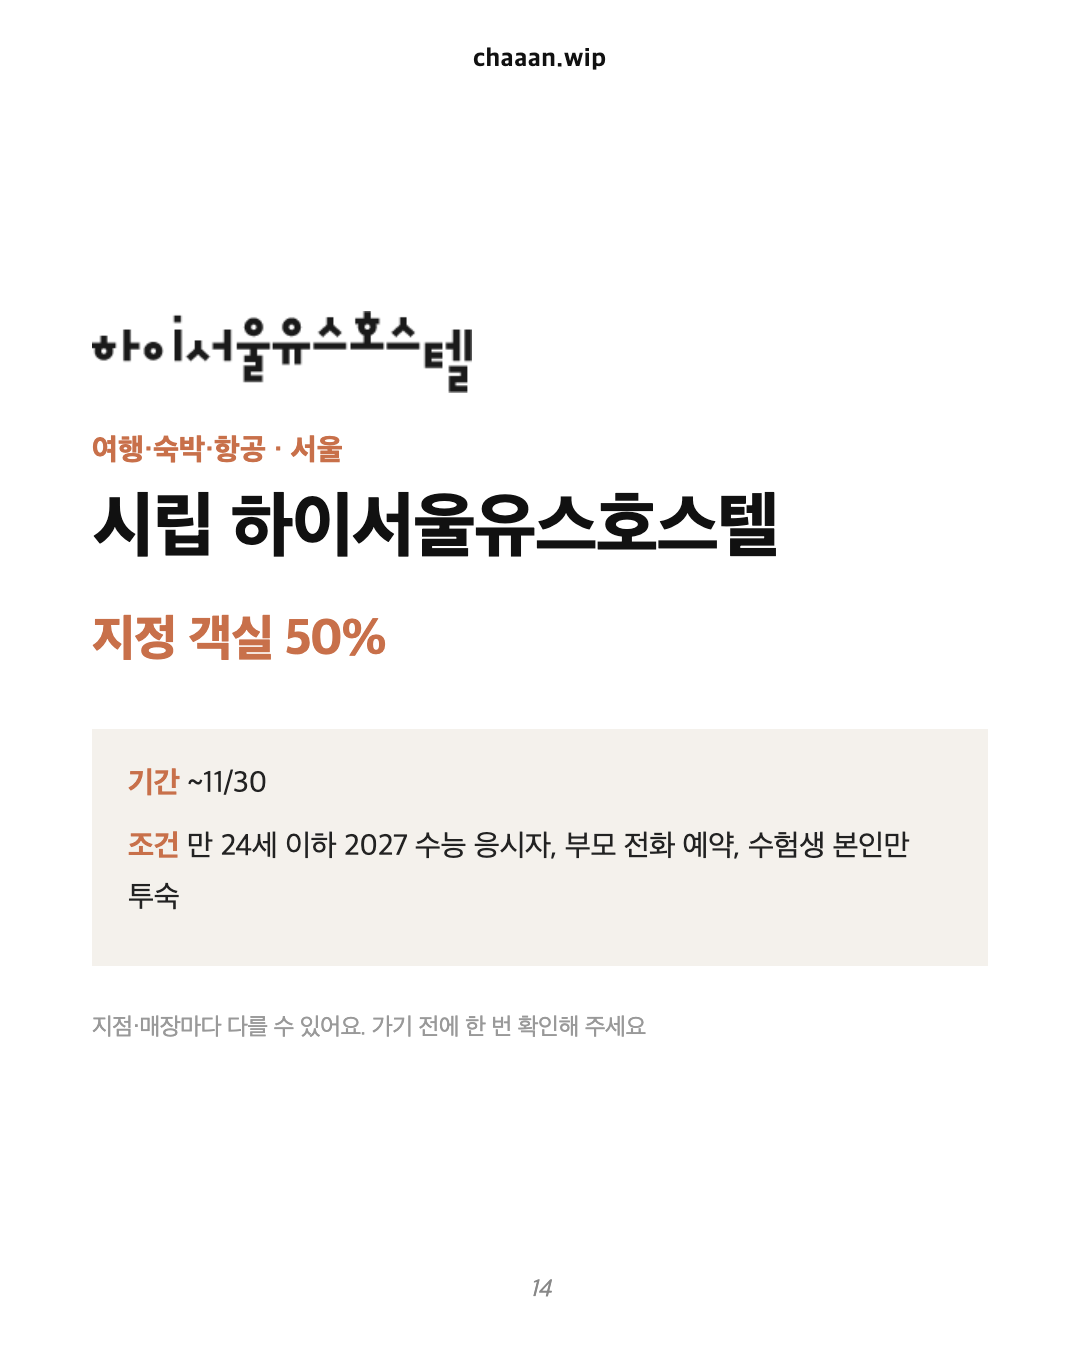 chaaan.wip
하이서울유스호스텔
여행·숙박·항공 · 서울
시립 하이서울유스호스텔
지정 객실 50%
기간 ~11/30
조건 만 24세 이하 2027 수능 응시자, 부모 전화 예약, 수험생 본인만
투숙
지점·매장마다 다를 수 있어요. 가기 전에 한 번 확인해 주세요
14